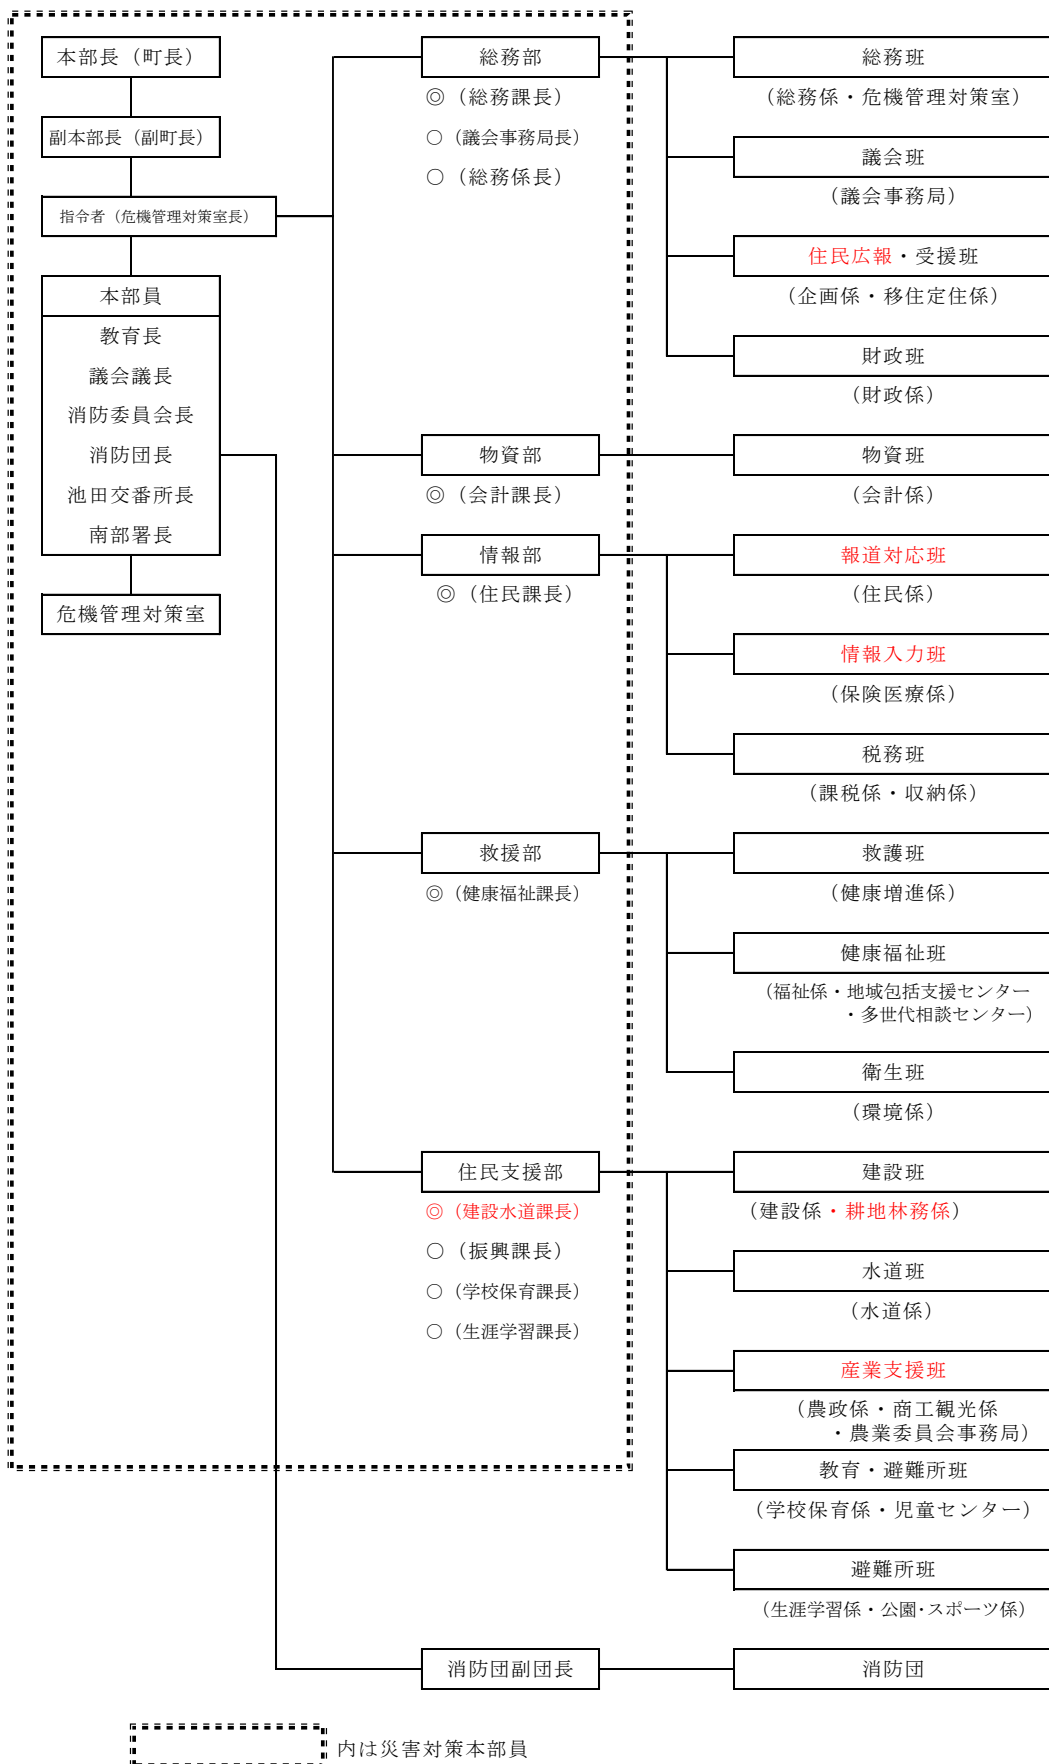 本部長（町長）
副本部長（副町長）
指令者（危機管理対策室長）
本部員
教育長
議会議長
消防委員会長
消防団長
池田交番所長
南部署長
危機管理対策室
総務部
◎（総務課長）
○（議会事務局長）
○（総務係長）
総務班
（総務係・危機管理対策室）
議会班
（議会事務局）
住民広報・受援班
（企画係・移住定住係）
財政班
（財政係）
物資部
◎（会計課長）
物資班
（会計係）
情報部
◎（住民課長）
報道対応班
（住民係）
情報入力班
（保険医療係）
税務班
（課税係・収納係）
救援部
◎（健康福祉課長）
救護班
（健康増進係）
健康福祉班
（福祉係・地域包括支援センター
・多世代相談センター）
衛生班
（環境係）
住民支援部
◎（建設水道課長）
○（振興課長）
○（学校保育課長）
○（生涯学習課長）
建設班
（建設係・耕地林務係）
水道班
（水道係）
産業支援班
（農政係・商工観光係
・農業委員会事務局）
教育・避難所班
（学校保育係・児童センター）
避難所班
（生涯学習係・公園・スポーツ係）
消防団副団長
消防団
内は災害対策本部員